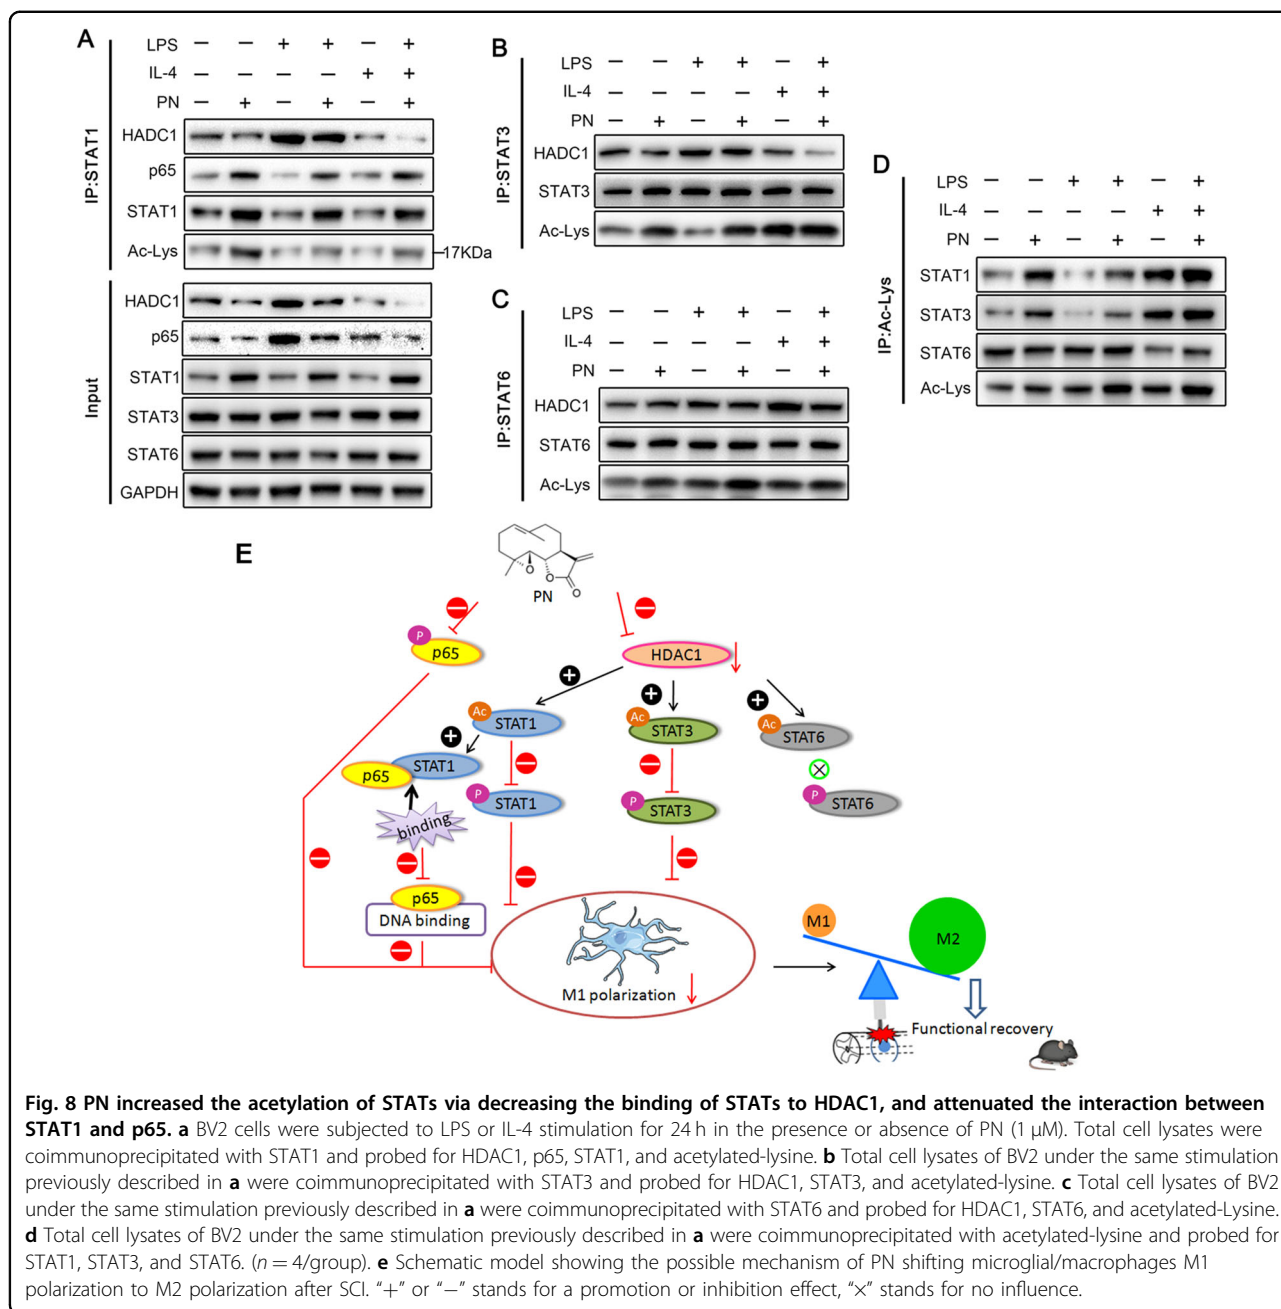 A
LPS − − + + − +
IL-4 − − − − + +
PN − + − + − +
IP:STAT1
HADC1
p65
STAT1
Ac-Lys
17KDa
Input
HADC1
p65
STAT1
STAT3
STAT6
GAPDH
B
LPS − − + + − +
IL-4 − − − − + +
PN − + − + − +
IP:STAT3
HADC1
STAT3
Ac-Lys
C
LPS − − + + − +
IL-4 − − − − + +
PN − + − + − +
IP:STAT6
HADC1
STAT6
Ac-Lys
D
LPS − − + + − +
IL-4 − − − − + +
PN − + − + − +
IP:Ac-Lys
STAT1
STAT3
STAT6
Ac-Lys
E
O
O
O
PN
P
p65
HDAC1
Ac
STAT1
Ac
STAT3
Ac
STAT6
p65
STAT1
P
STAT1
P
STAT3
P
STAT6
binding
p65
DNA binding
M1 polarization
M1
M2
Functional recovery
Fig. 8 PN increased the acetylation of STATs via decreasing the binding of STATs to HDAC1, and attenuated the interaction between
STAT1 and p65. a BV2 cells were subjected to LPS or IL-4 stimulation for 24 h in the presence or absence of PN (1 μM). Total cell lysates were
coimmunoprecipitated with STAT1 and probed for HDAC1, p65, STAT1, and acetylated-lysine. b Total cell lysates of BV2 under the same stimulation
previously described in a were coimmunoprecipitated with STAT3 and probed for HDAC1, STAT3, and acetylated-lysine. c Total cell lysates of BV2
under the same stimulation previously described in a were coimmunoprecipitated with STAT6 and probed for HDAC1, STAT6, and acetylated-Lysine.
d Total cell lysates of BV2 under the same stimulation previously described in a were coimmunoprecipitated with acetylated-lysine and probed for
STAT1, STAT3, and STAT6. (n = 4/group). e Schematic model showing the possible mechanism of PN shifting microglial/macrophages M1
polarization to M2 polarization after SCI. “+” or “−” stands for a promotion or inhibition effect, “×” stands for no influence.